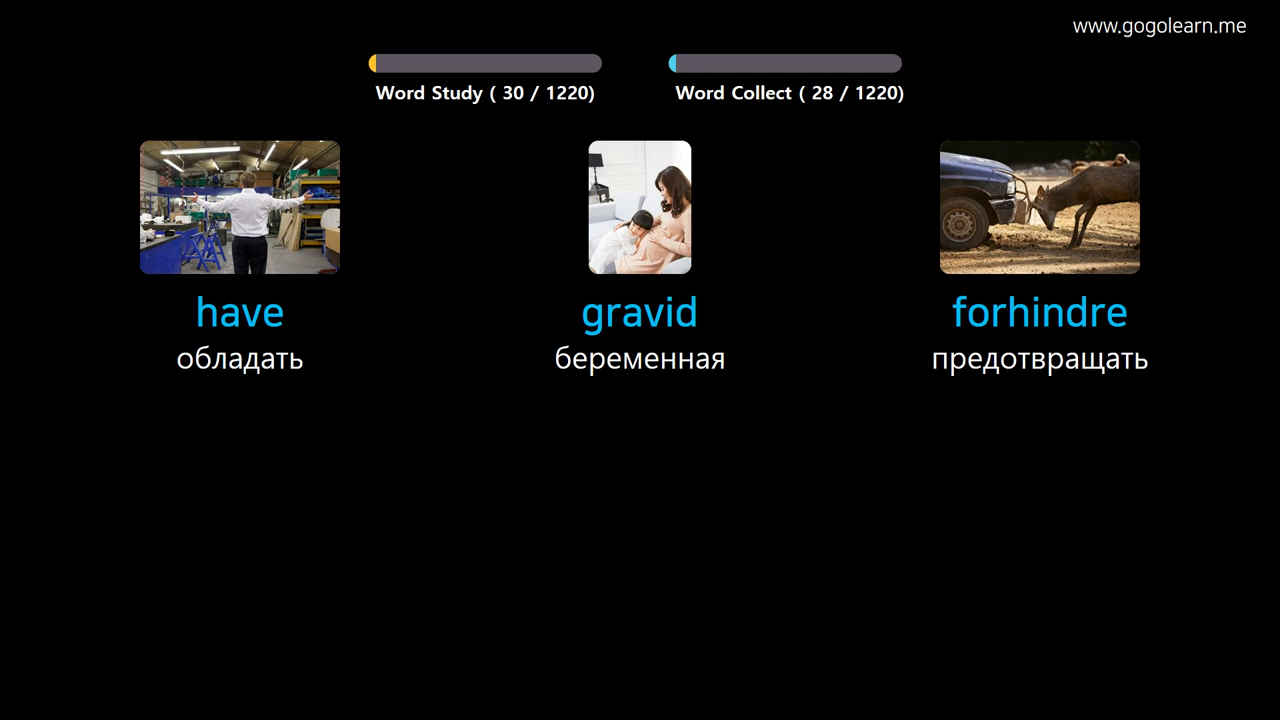 www.gogolearn.me
Word Study ( 30 / 1220)
Word Collect ( 28 / 1220)
have
gravid
forhindre
обладать
беременная
предотвращать